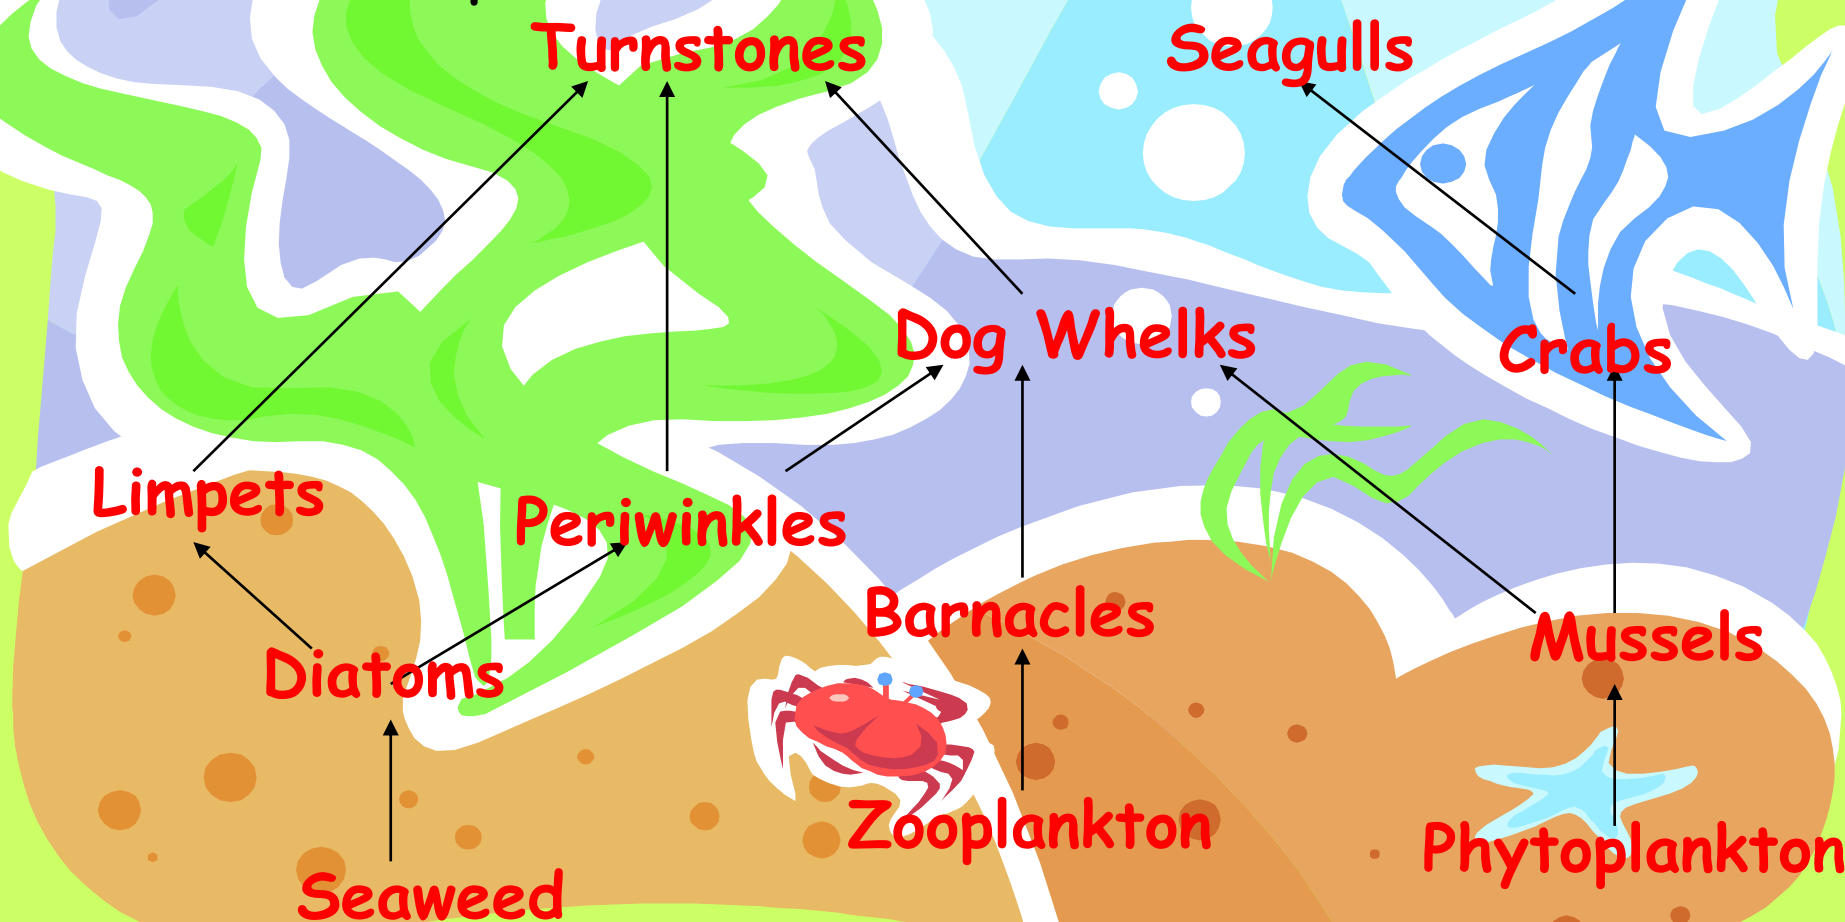 Turnstones
Seagulls
Dog Whelks
Crabs
Limpets
Periwinkles
Barnacles
Mussels
Diatoms
Zooplankton
Phytoplankton
Seaweed